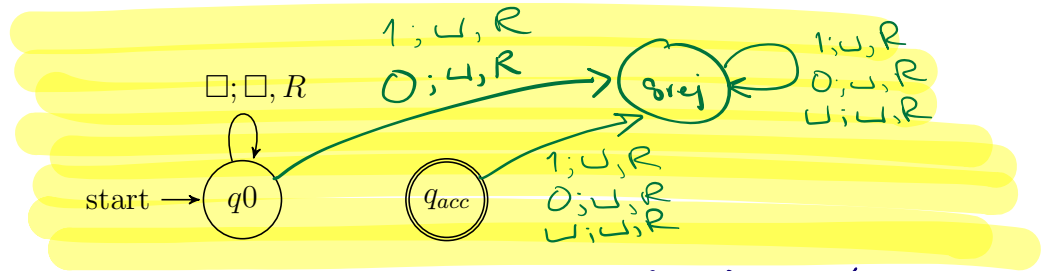 1 ; ⊔, R
0 ; ⊔, R
□; □, R
1; ⊔, R
0; ⊔, R
⊔; ⊔, R
qrej
start
q0
qacc
1; ⊔, R
0; ⊔, R
⊔; ⊔, R